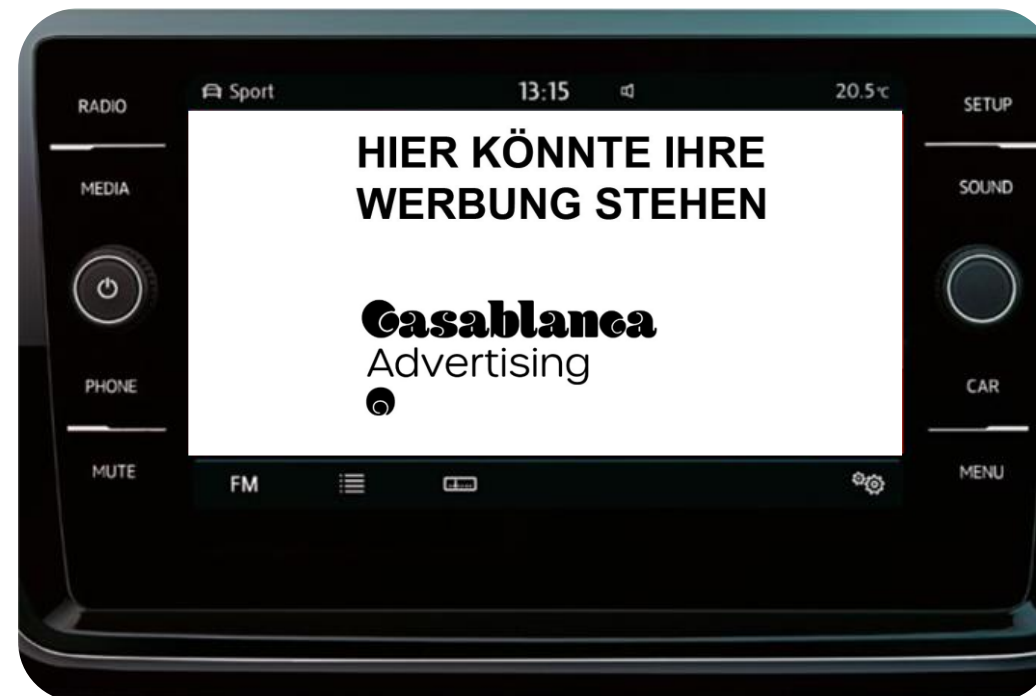 Sport 13:15 20.5°C
RADIO
MEDIA
PHONE
MUTE
HIER KÖNNTE IHRE
WERBUNG STEHEN
Casablanca
Advertising
SETUP
SOUND
CAR
MENU
FM